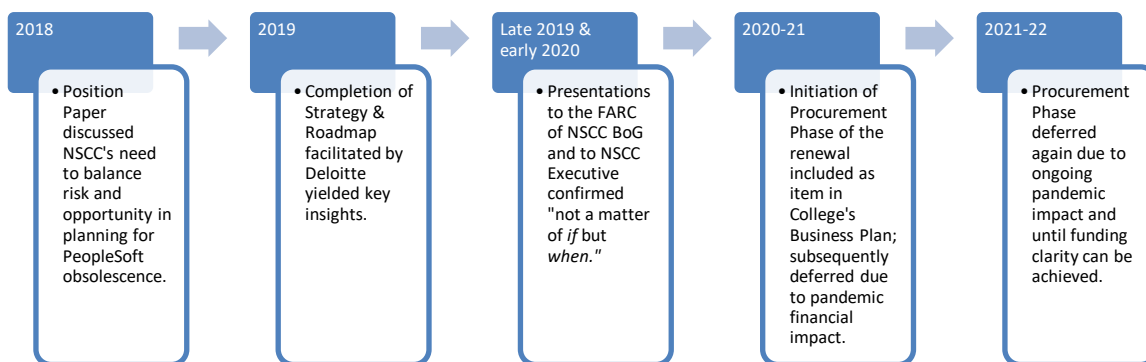 2018
• Position
Paper
discussed
NSCC's need
to balance
risk and
opportunity in
planning for
PeopleSoft
obsolescence.
2019
• Completion of
Strategy &
Roadmap
facilitated by
Deloitte
yielded key
insights.
Late 2019 &
early 2020
• Presentations
to the FARC
of NSCC BoG
and to NSCC
Executive
confirmed
"not a matter
of if but
when."
2020-21
• Initiation of
Procurement
Phase of the
renewal
included as
item in
College's
Business Plan;
subsequently
deferred due
to pandemic
financial
impact.
2021-22
• Procurement
Phase
deferred
again due to
ongoing
pandemic
impact and
until funding
clarity can be
achieved.